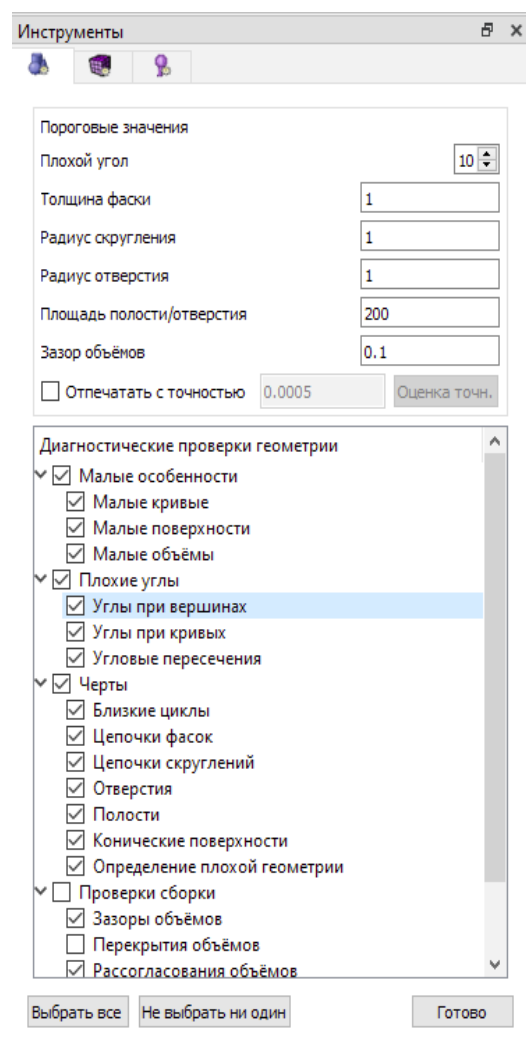 Инструменты
Пороговые значения
Плохой угол 10
Толщина фаски 1
Радиус скругления 1
Радиус отверстия 1
Площадь полости/отверстия 200
Зазор объёмов 0.1
Отпечатать с точностью 0.0005 Оценка точн.
Диагностические проверки геометрии
Малые особенности
Малые кривые
Малые поверхности
Малые объёмы
Плохие углы
Углы при вершинах
Углы при кривых
Угловые пересечения
Черты
Близкие циклы
Цепочки фасок
Цепочки скруглений
Отверстия
Полости
Конические поверхности
Определение плохой геометрии
Проверки сборки
Зазоры объёмов
Перекрытия объёмов
Рассогласования объёмов
Выбрать все Не выбрать ни один Готово